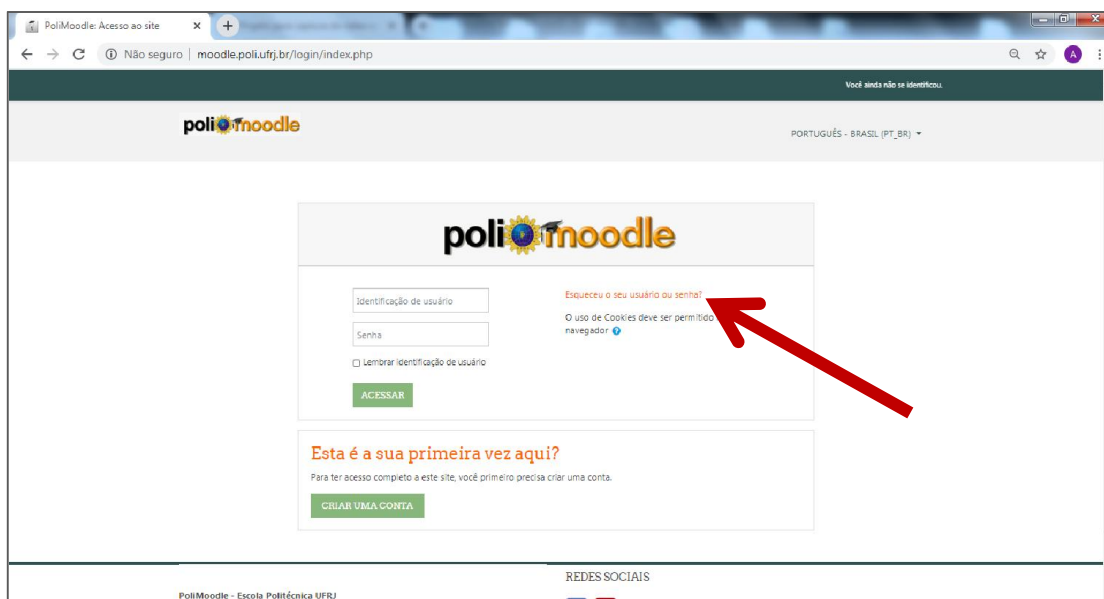 PoliMoodle: Acesso ao site
Não seguro | moodle.poli.ufrj.br/login/index.php
A
Você ainda não se identificou.
poli moodle
PORTUGUÊS - BRASIL (PT_BR)
poli moodle
Identificação de usuário
Esqueceu o seu usuário ou senha?
O uso de Cookies deve ser permitido
navegador
Senha
Lembrar identificação de usuário
ACESSAR
Esta é a sua primeira vez aqui?
Para ter acesso completo a este site, você primeiro precisa criar uma conta.
CRIAR UMA CONTA
REDES SOCIAIS
PoliMoodle - Escola Politécnica UFRJ